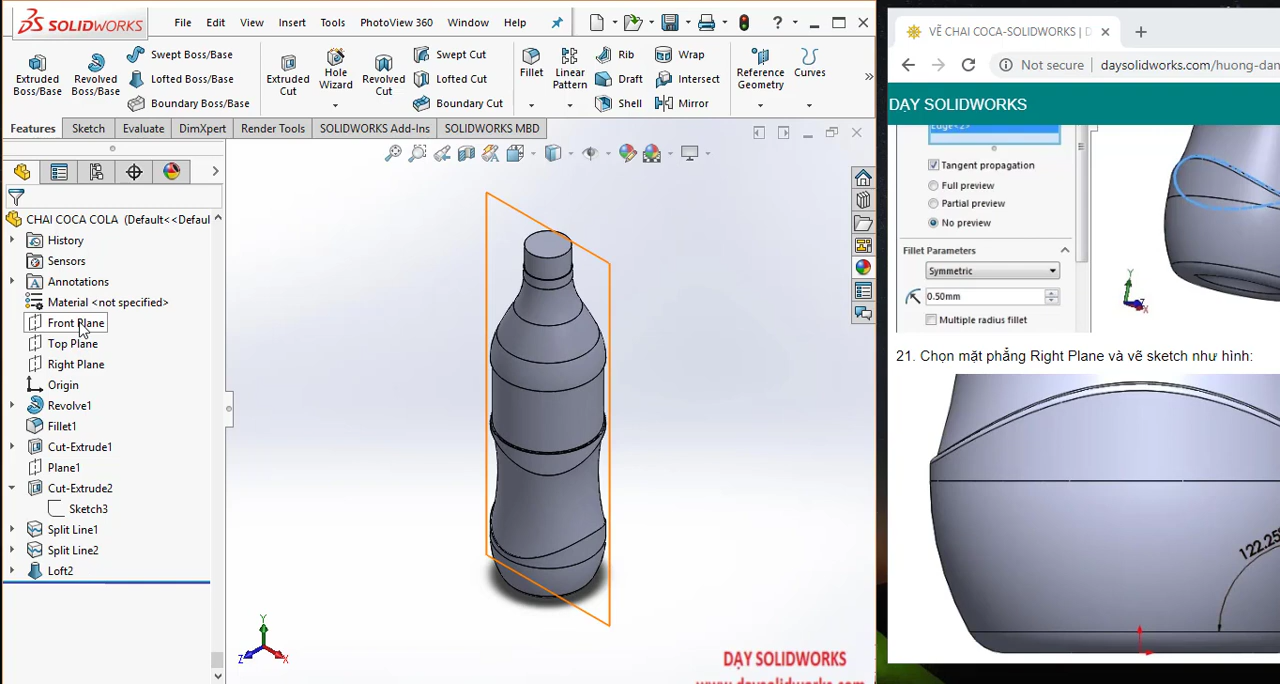 SOLIDWORKS
File Edit View Insert Tools PhotoView 360 Window Help
Extruded Boss/Base
Revolved Boss/Base
Swept Boss/Base
Lofted Boss/Base
Boundary Boss/Base
Extruded Cut
Hole Wizard
Revolved Cut
Swept Cut
Lofted Cut
Boundary Cut
Fillet
Linear Pattern
Rib
Draft
Shell
Wrap
Intersect
Mirror
Reference Geometry
Curves
Features Sketch Evaluate DimXpert Render Tools SOLIDWORKS Add-Ins SOLIDWORKS MBD
CHAI COCA COLA (Default<<Defaul
History
Sensors
Annotations
Material <not specified>
Front Plane
Top Plane
Right Plane
Origin
Revolve1
Fillet1
Cut-Extrude1
Plane1
Cut-Extrude2
Sketch3
Split Line1
Split Line2
Loft2
Y
Z
X
DẠY SOLIDWORKS
VẼ CHAI COCA-SOLIDWORKS | D
Not secure daysolidworks.com/huong-dan
DAY SOLIDWORKS
Edge<2>
Tangent propagation
Full preview
Partial preview
No preview
Fillet Parameters
Symmetric
0.50mm
Multiple radius fillet
Y
X
21. Chọn mặt phẳng Right Plane và vẽ sketch như hình: